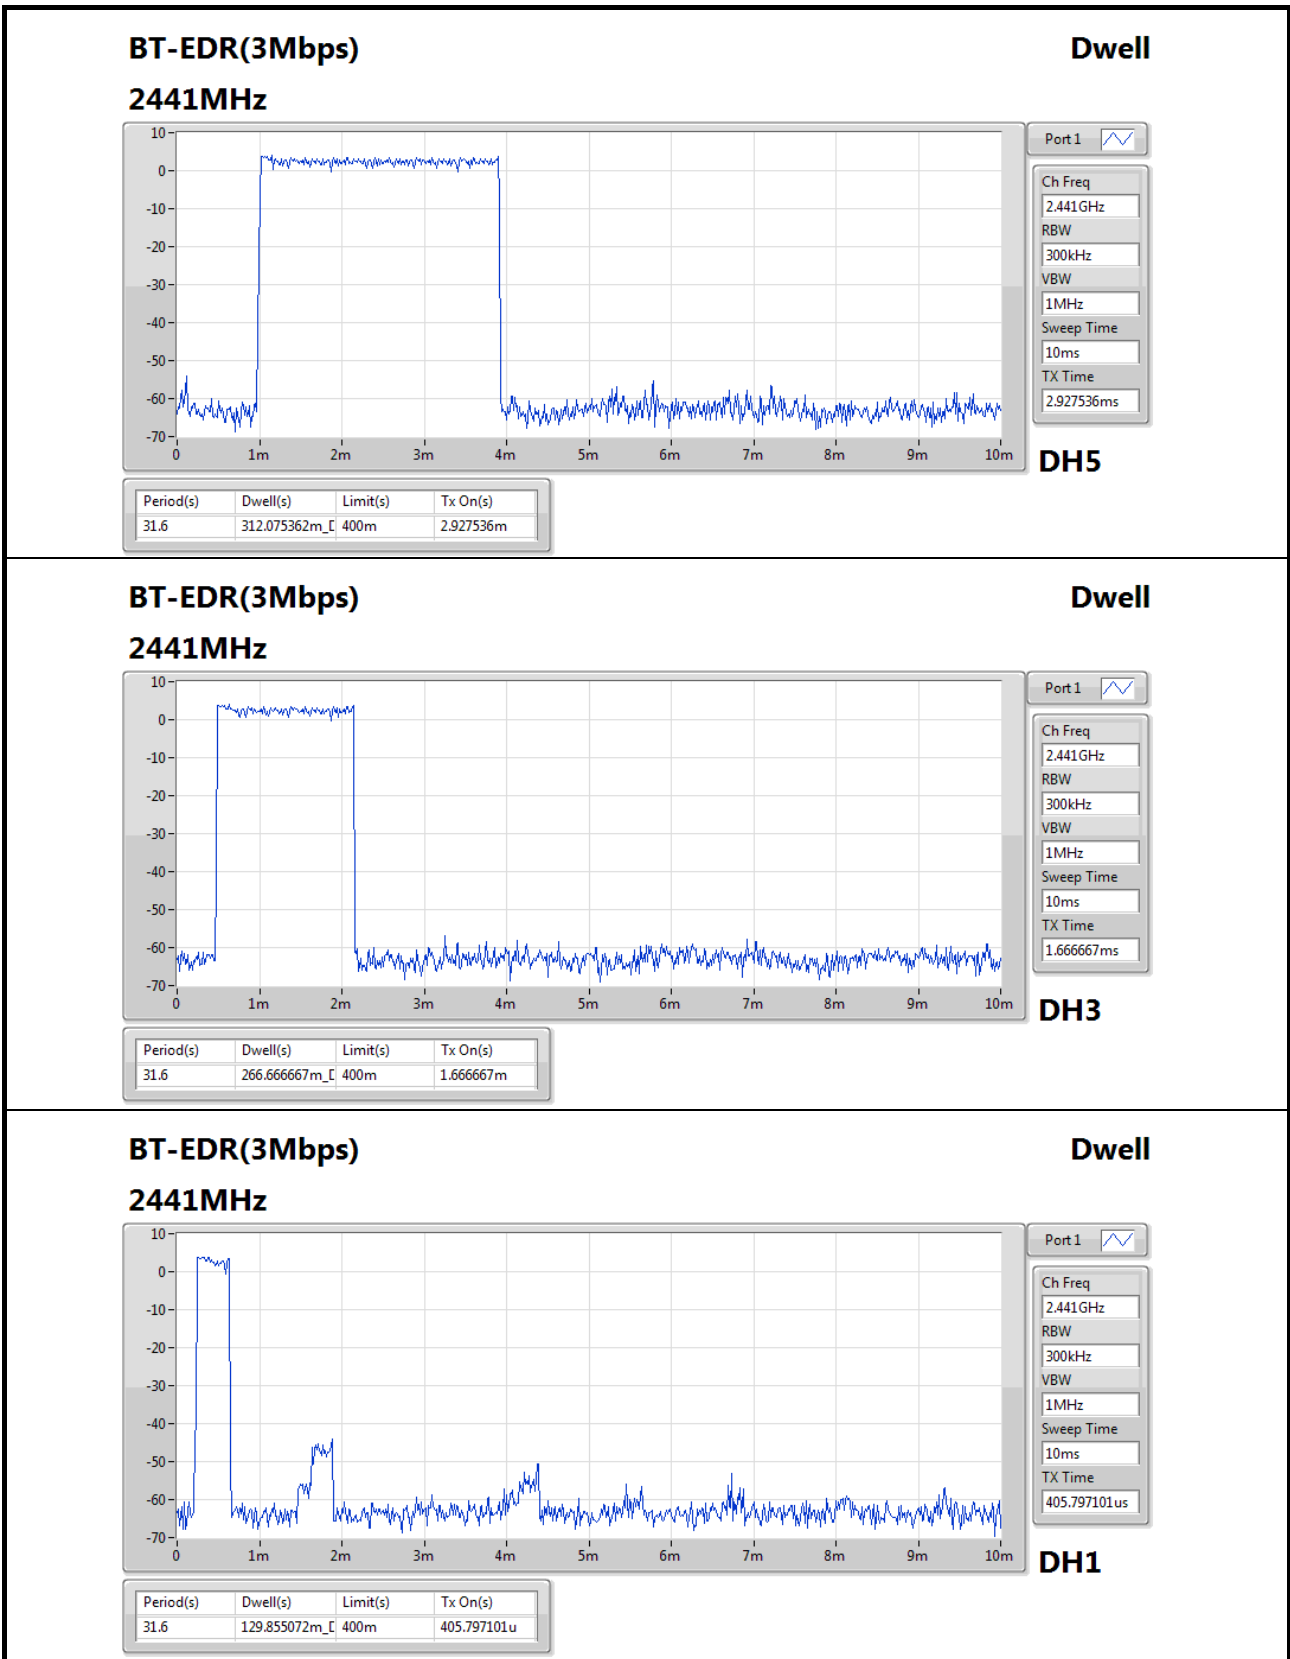 BT-EDR(3Mbps) Dwell
2441MHz
10
0
-10
-20
-30
-40
-50
-60
-70
0 1m 2m 3m 4m 5m 6m 7m 8m 9m 10m
Port 1
Ch Freq
2.441GHz
RBW
300kHz
VBW
1MHz
Sweep Time
10ms
TX Time
2.927536ms
DH5
Period(s) Dwell(s) Limit(s) Tx On(s)
31.6 312.075362m_D 400m 2.927536m
BT-EDR(3Mbps) Dwell
2441MHz
10
0
-10
-20
-30
-40
-50
-60
-70
0 1m 2m 3m 4m 5m 6m 7m 8m 9m 10m
Port 1
Ch Freq
2.441GHz
RBW
300kHz
VBW
1MHz
Sweep Time
10ms
TX Time
1.666667ms
DH3
Period(s) Dwell(s) Limit(s) Tx On(s)
31.6 266.666667m_D 400m 1.666667m
BT-EDR(3Mbps) Dwell
2441MHz
10
0
-10
-20
-30
-40
-50
-60
-70
0 1m 2m 3m 4m 5m 6m 7m 8m 9m 10m
Port 1
Ch Freq
2.441GHz
RBW
300kHz
VBW
1MHz
Sweep Time
10ms
TX Time
405.797101us
DH1
Period(s) Dwell(s) Limit(s) Tx On(s)
31.6 129.855072m_D 400m 405.797101u